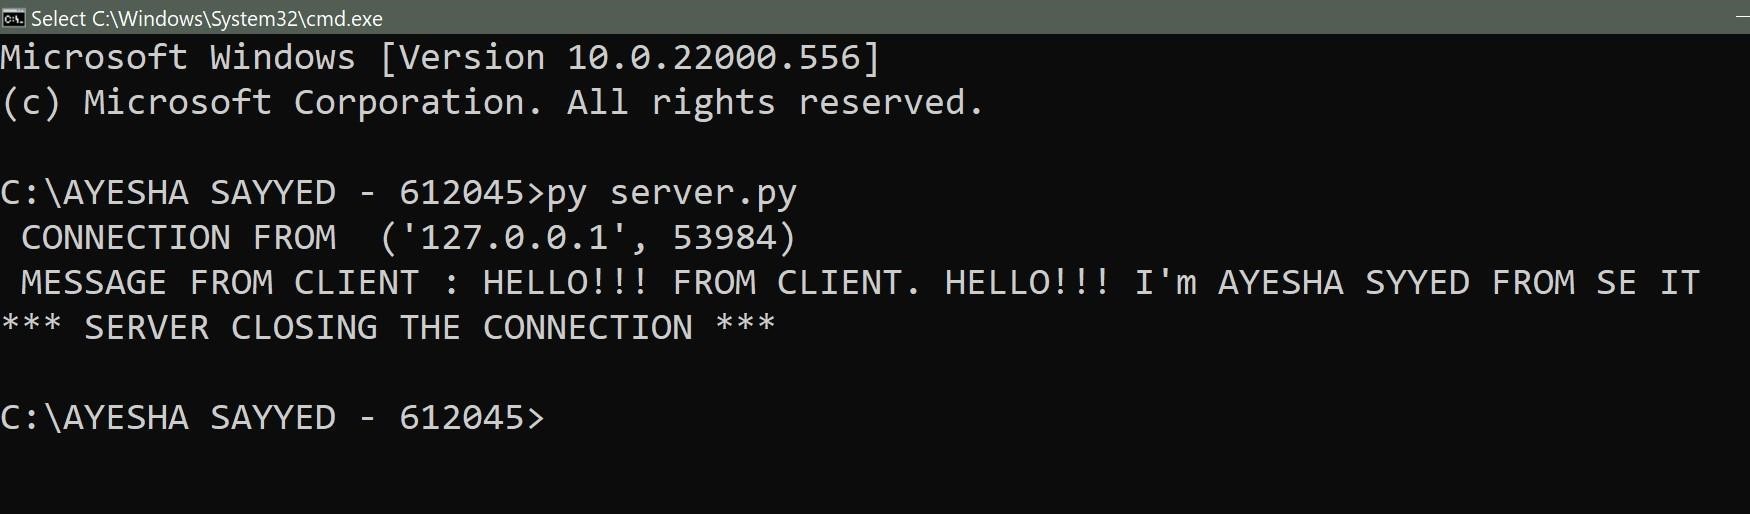 Select C:\Windows\System32\cmd.exe
Microsoft Windows [Version 10.0.22000.556]
(c) Microsoft Corporation. All rights reserved.
C:\AYESHA SAYYED - 612045>py server.py
CONNECTION FROM  ('127.0.0.1', 53984)
MESSAGE FROM CLIENT : HELLO!!! FROM CLIENT. HELLO!!! I'm AYESHA SYYED FROM SE IT
*** SERVER CLOSING THE CONNECTION ***
C:\AYESHA SAYYED - 612045>